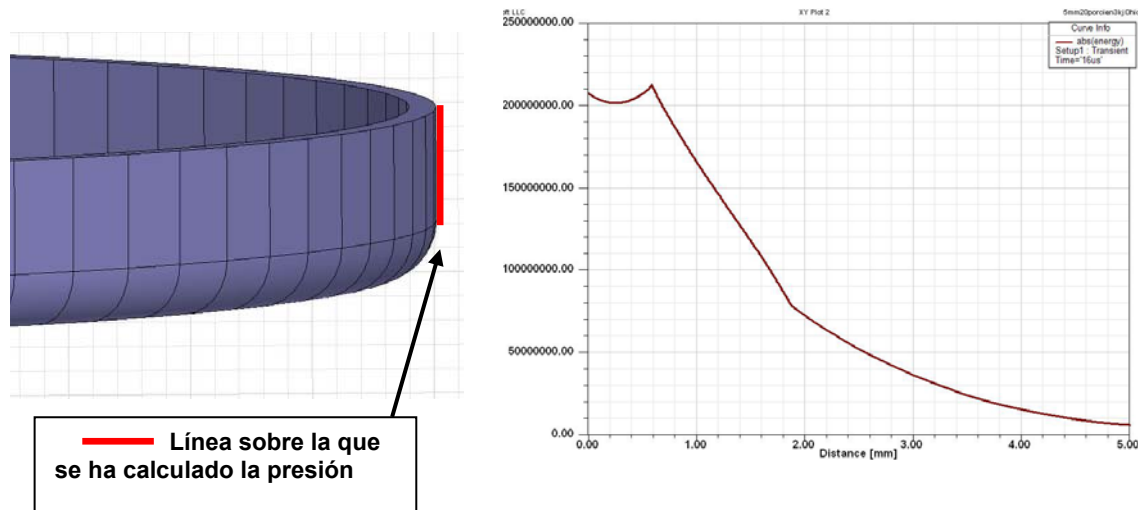 Línea sobre la que
se ha calculado la presión
XY Plot 2
Curve Info
abs(energy)
Setup1 : Transient
Time='16us'
250000000.00
200000000.00
150000000.00
100000000.00
50000000.00
0.00
0.00 1.00 2.00 3.00 4.00 5.00
Distance [mm]